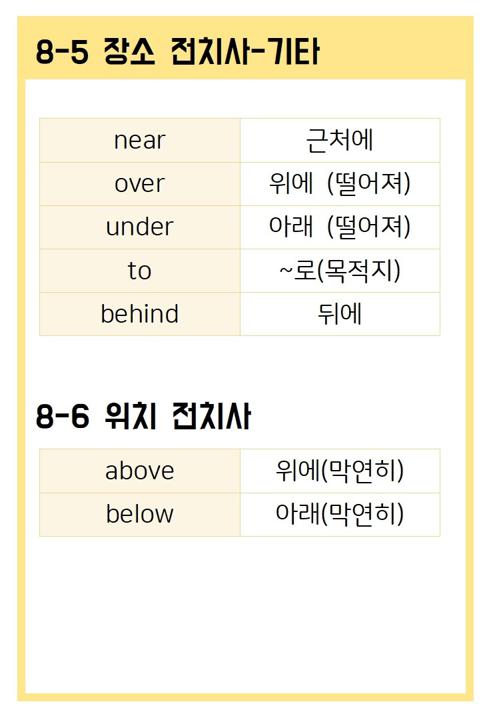 8-5 장소 전치사-기타
near 근처에
over 위에 (떨어져)
under 아래 (떨어져)
to ~로(목적지)
behind 뒤에
8-6 위치 전치사
above 위에(막연히)
below 아래(막연히)